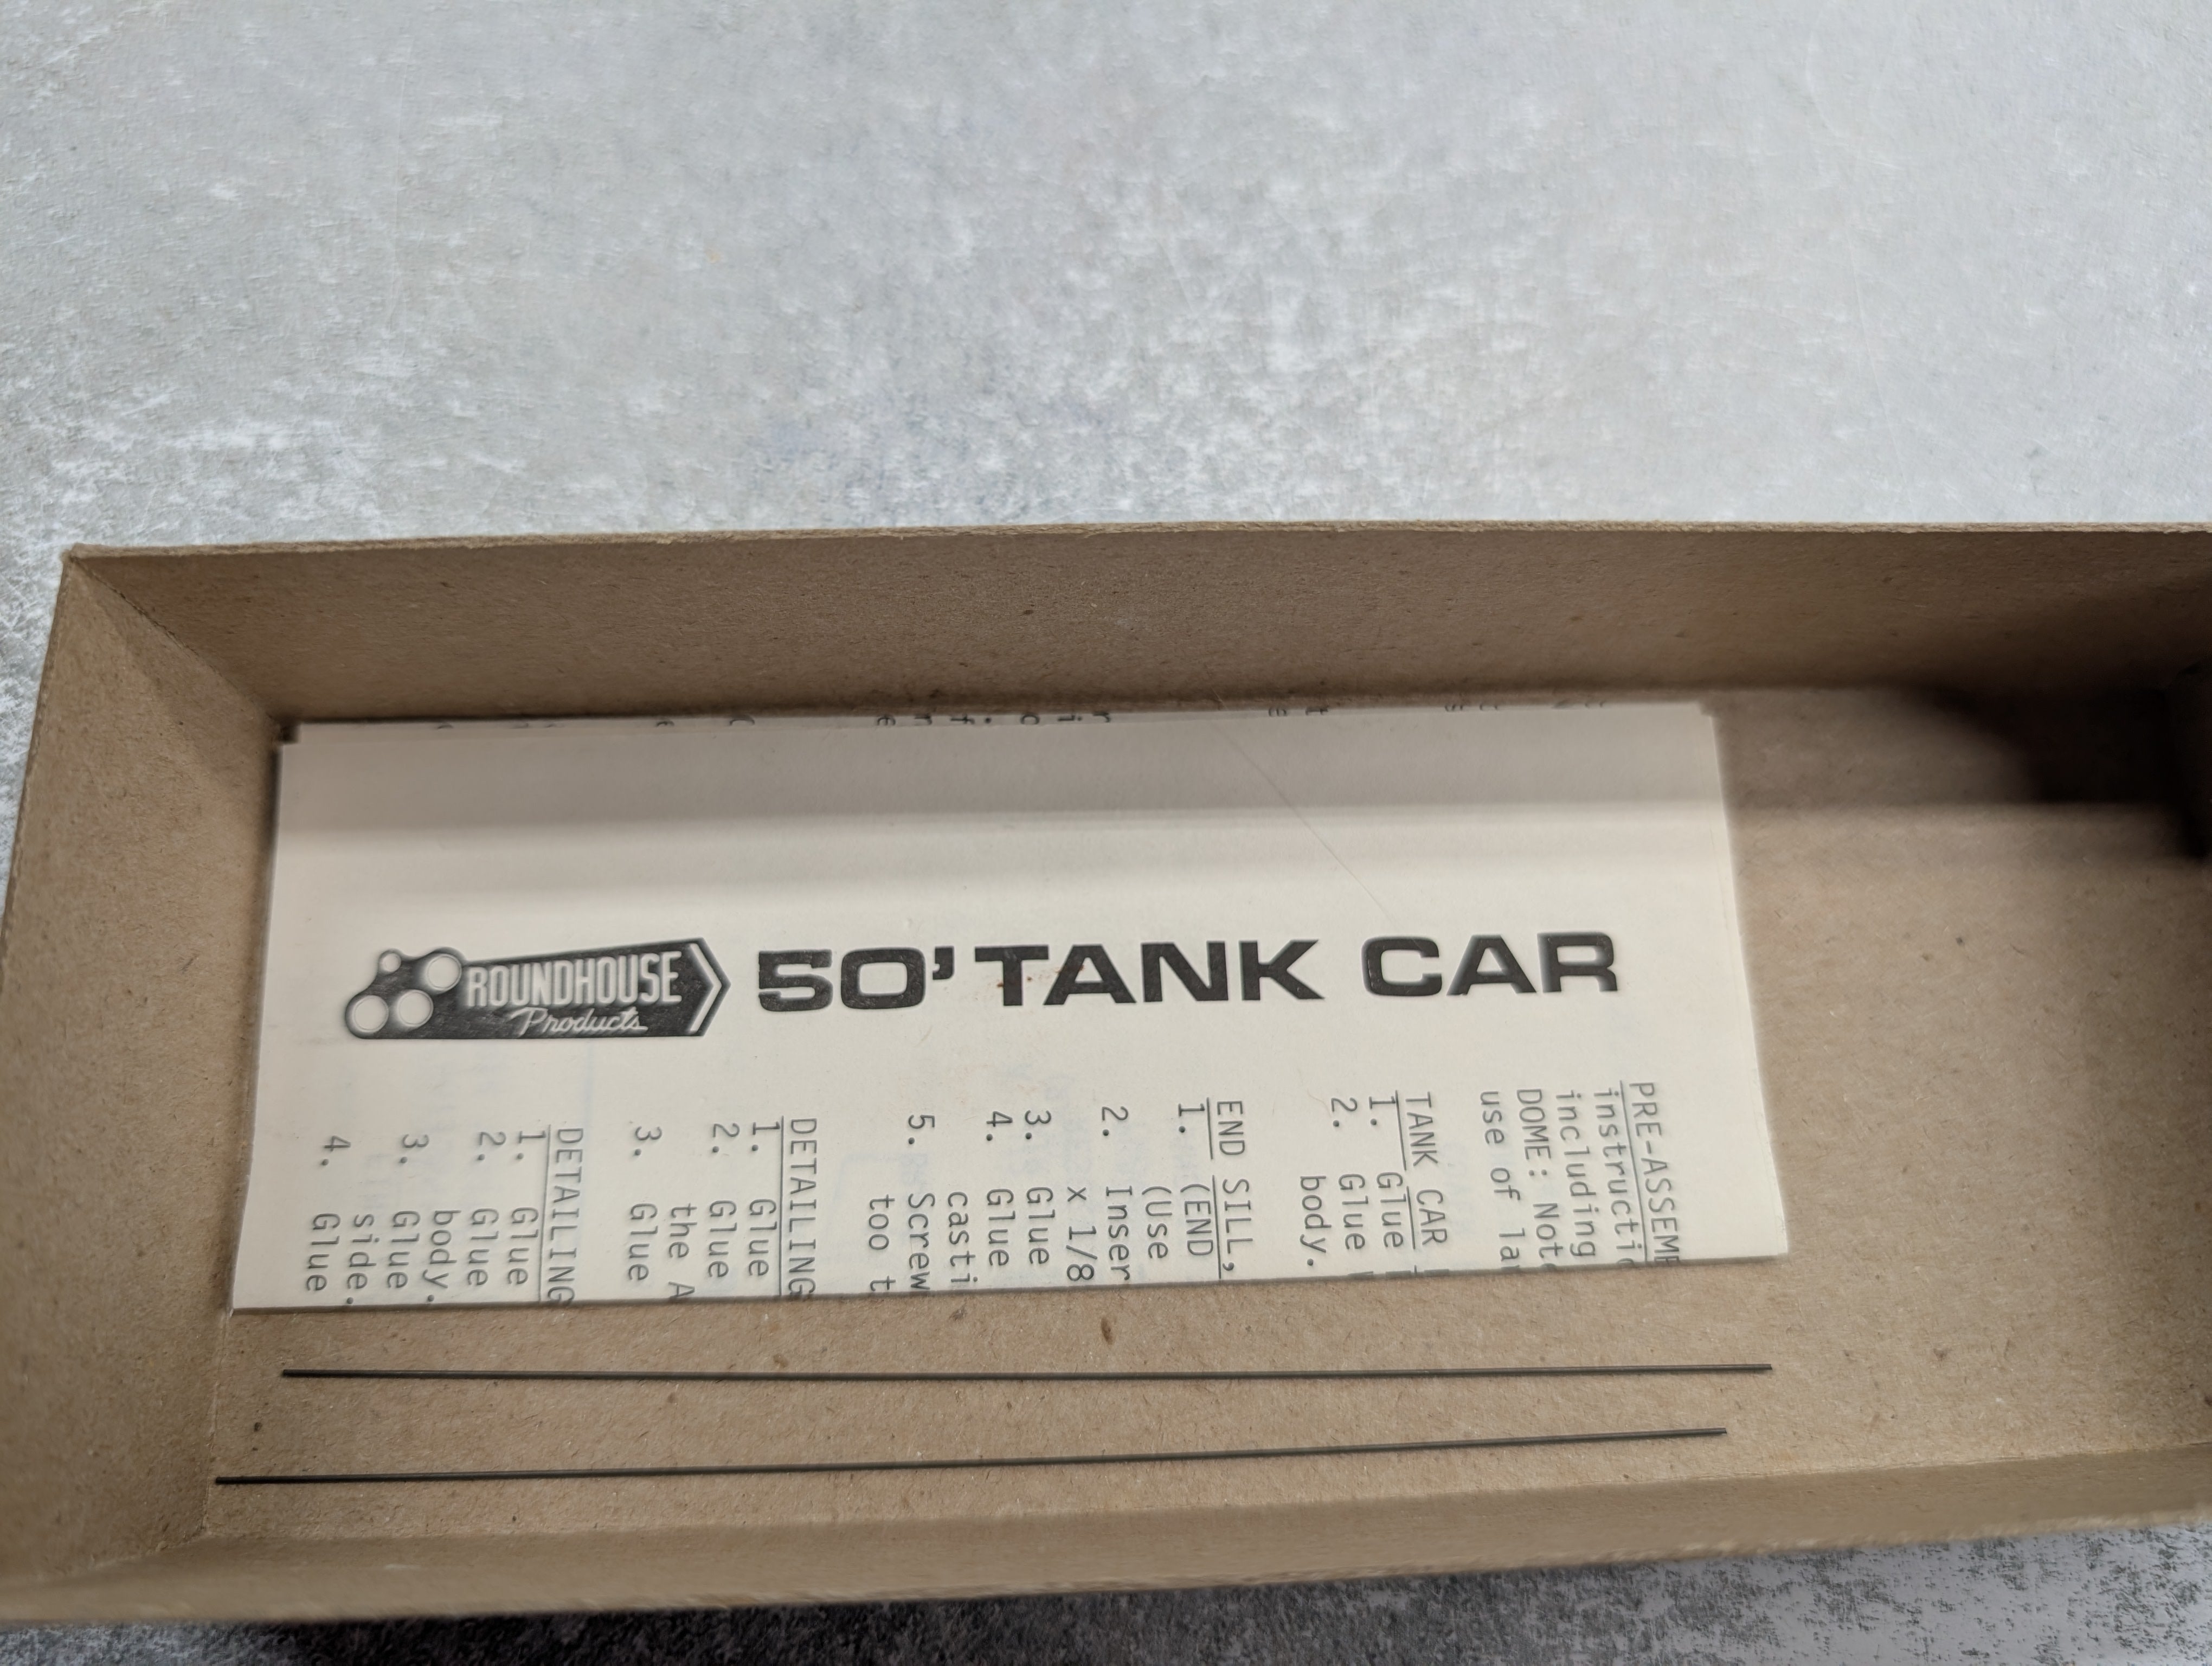 ROUNDHOUSE
Products
50' TANK CAR
PRE-ASSEMB
instructi
including
DOME: Not
use of la
TANK CAR
1. Glue
2. Glue
body.
END SILL,
1. (END
(Use
2. Inser
x 1/8
3. Glue
4. Glue
casti
5. Screw
too t
DETAILING
1. Glue
2. Glue
the A
3. Glue
DETAILING
1. Glue
2. Glue
body.
3. Glue
side.
4. Glue